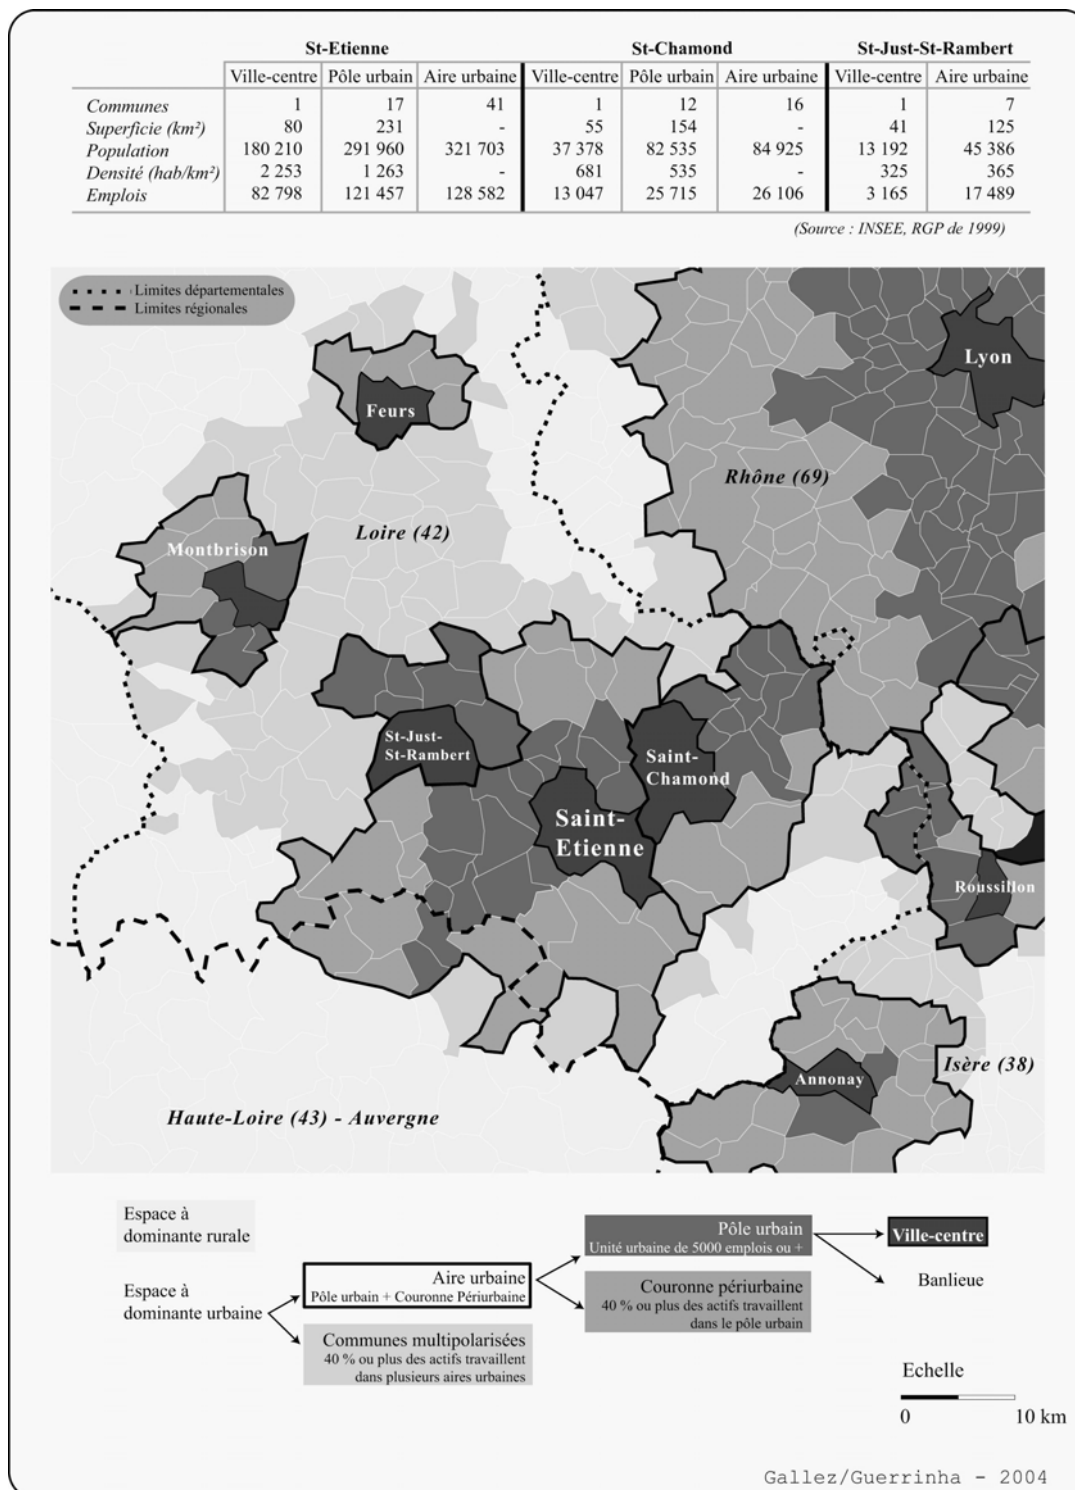 St-Etienne St-Chamond St-Just-St-Rambert
Ville-centre Pôle urbain Aire urbaine Ville-centre Pôle urbain Aire urbaine Ville-centre Aire urbaine
Communes 1 17 41 1 12 16 1 7
Superficie (km²) 80 231 - 55 154 - 41 125
Population 180 210 291 960 321 703 37 378 82 535 84 925 13 192 45 386
Densité (hab/km²) 2 253 1 263 - 681 535 - 325 365
Emplois 82 798 121 457 128 582 13 047 25 715 26 106 3 165 17 489
(Source : INSEE, RGP de 1999)
Limites départementales
Limites régionales
Lyon
Feurs
Rhône (69)
Loire (42)
Montbrison
St-Just-
St-Rambert
Saint-
Chamond
Saint-
Etienne
Roussillon
Isère (38)
Annonay
Haute-Loire (43) - Auvergne
Espace à
dominante rurale
Espace à
dominante urbaine
Aire urbaine
Pôle urbain + Couronne Périurbaine
Communes multipolarisées
40 % ou plus des actifs travaillent
dans plusieurs aires urbaines
Pôle urbain
Unité urbaine de 5000 emplois ou +
Couronne périurbaine
40 % ou plus des actifs travaillent
dans le pôle urbain
Ville-centre
Banlieue
Echelle
0 10 km
Gallez/Guerrinha - 2004